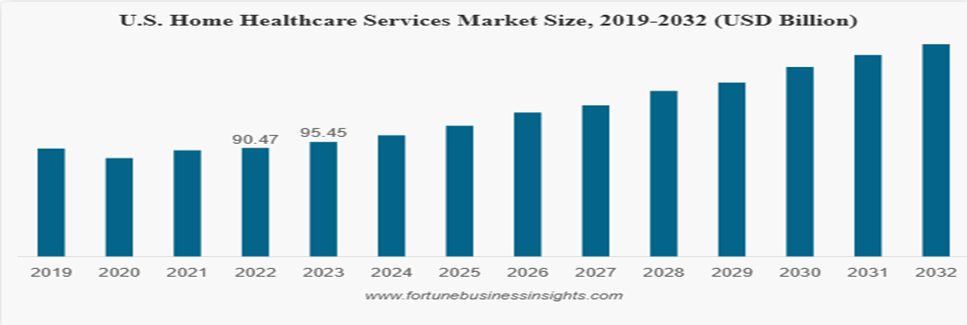 U.S. Home Healthcare Services Market Size, 2019-2032 (USD Billion)
90.47 95.45
2019 2020 2021 2022 2023 2024 2025 2026 2027 2028 2029 2030 2031 2032
www.fortunebusinessinsights.com